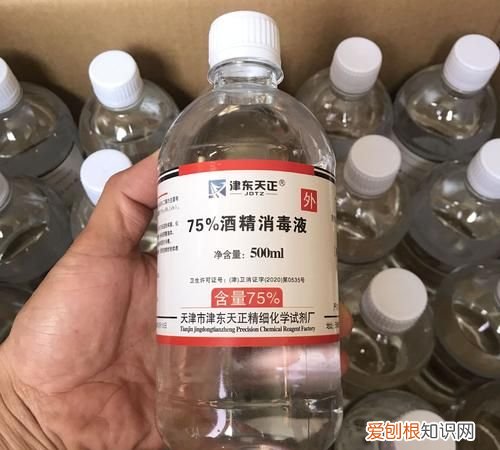 津东天正®
JDTZ
外
75%酒精消毒液
净含量：500ml
卫生许可证号：(津)卫消证字(2020)第0535号
含量75%
天津市津东天正精细化学试剂厂
Tianjin jingdongtianzheng Precision Chemical Reagent Factory
爱刨根知识网